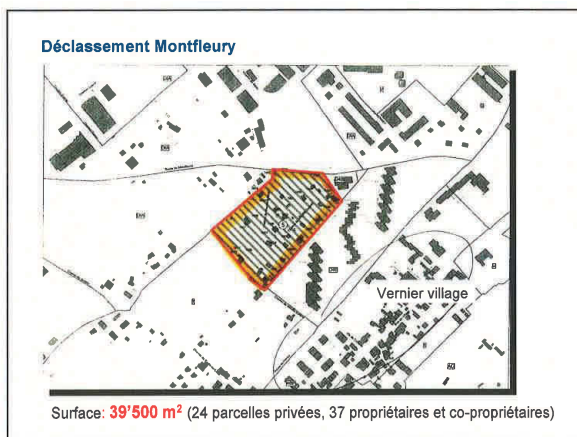 Déclassement Montfleury
Vernier village
Surface: 39'500 m² (24 parcelles privées, 37 propriétaires et co-propriétaires)